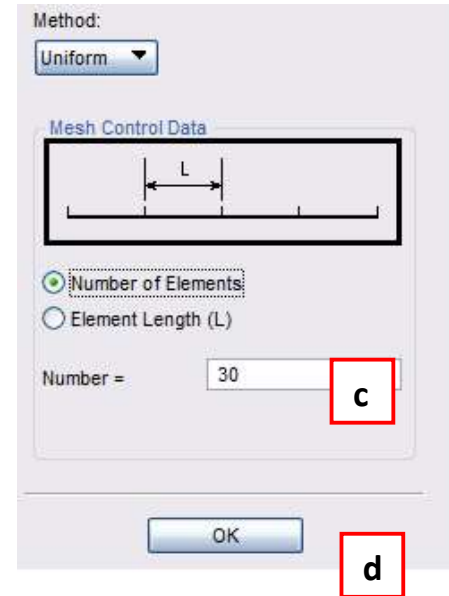 Method:
Uniform
Mesh Control Data
L
Number of Elements
Element Length (L)
Number = 30
c
OK
d